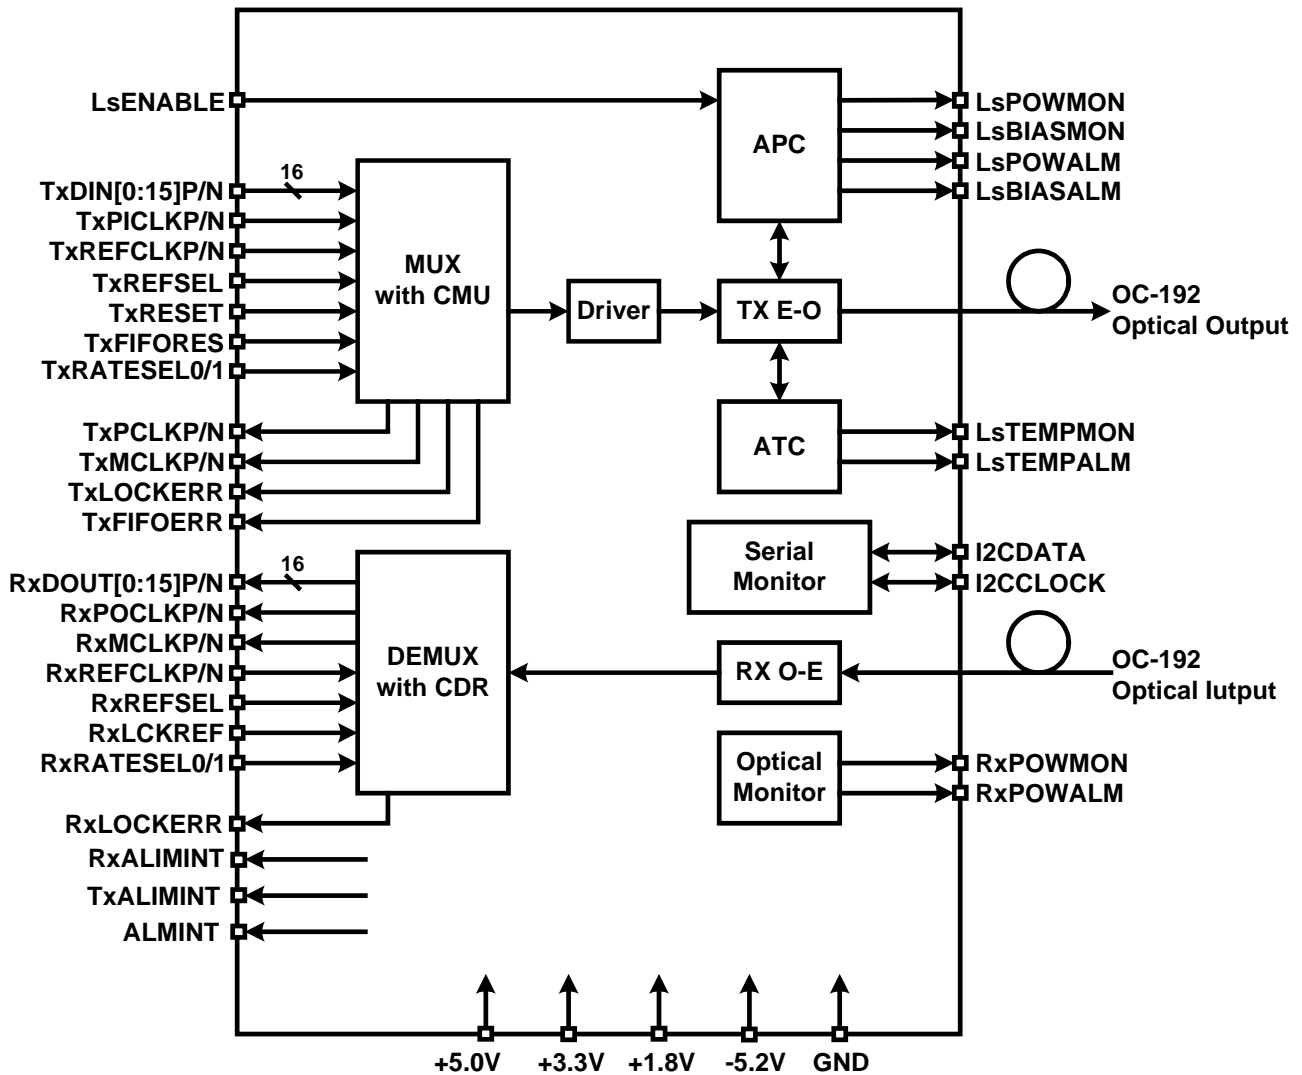 LsENABLE
TxDIN[0:15]P/N
16
TxPICLKP/N
TxREFCLKP/N
TxREFSEL
TxRESET
TxFIFORES
TxRATESEL0/1
TxPCLKP/N
TxMCLKP/N
TxLOCKERR
TxFIFOERR
RxDOUT[0:15]P/N
16
RxPOCLKP/N
RxMCLKP/N
RxREFCLKP/N
RxREFSEL
RxLCKREF
RxRATESEL0/1
RxLOCKERR
RxALIMINT
TxALIMINT
ALMINT
MUX
with CMU
Driver
DEMUX
with CDR
APC
TX E-O
ATC
Serial
Monitor
RX O-E
Optical
Monitor
LsPOWMON
LsBIASMON
LsPOWALM
LsBIASALM
OC-192
Optical Output
LsTEMPMON
LsTEMPALM
I2CDATA
I2CCLOCK
OC-192
Optical Iutput
RxPOWMON
RxPOWALM
+5.0V
+3.3V
+1.8V
-5.2V
GND